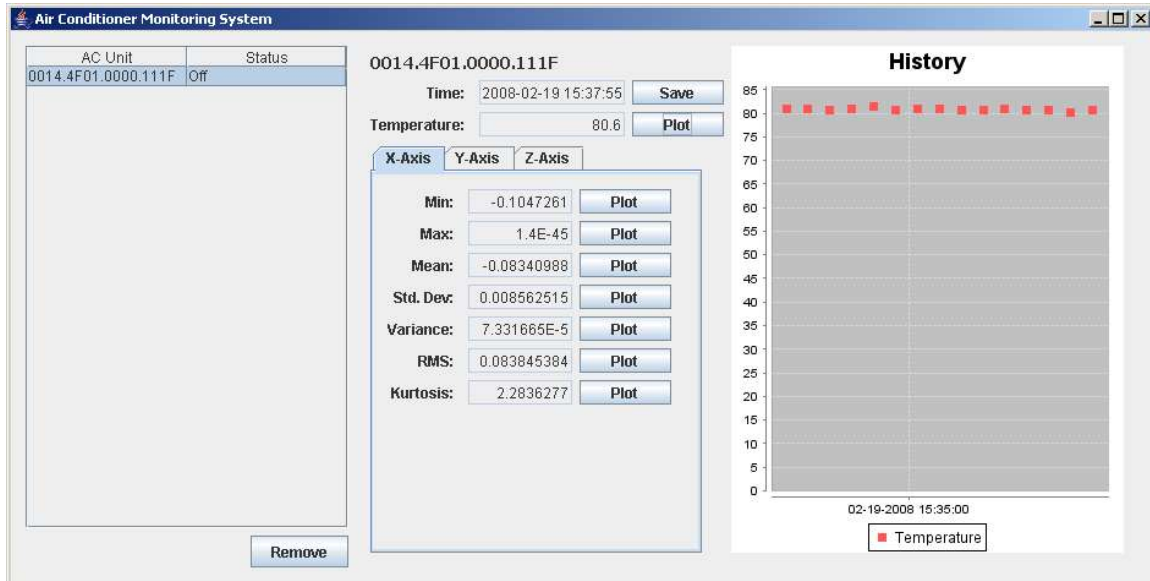 Air Conditioner Monitoring System
AC Unit Status
0014.4F01.0000.111F Off
Remove
0014.4F01.0000.111F
Time: 2008-02-19 15:37:55 Save
Temperature: 80.6 Plot
X-Axis Y-Axis Z-Axis
Min: -0.1047261 Plot
Max: 1.4E-45 Plot
Mean: -0.08340988 Plot
Std. Dev: 0.008562515 Plot
Variance: 7.331665E-5 Plot
RMS: 0.083845384 Plot
Kurtosis: 2.2836277 Plot
History
85
80
75
70
65
60
55
50
45
40
35
30
25
20
15
10
5
0
02-19-2008 15:35:00
Temperature